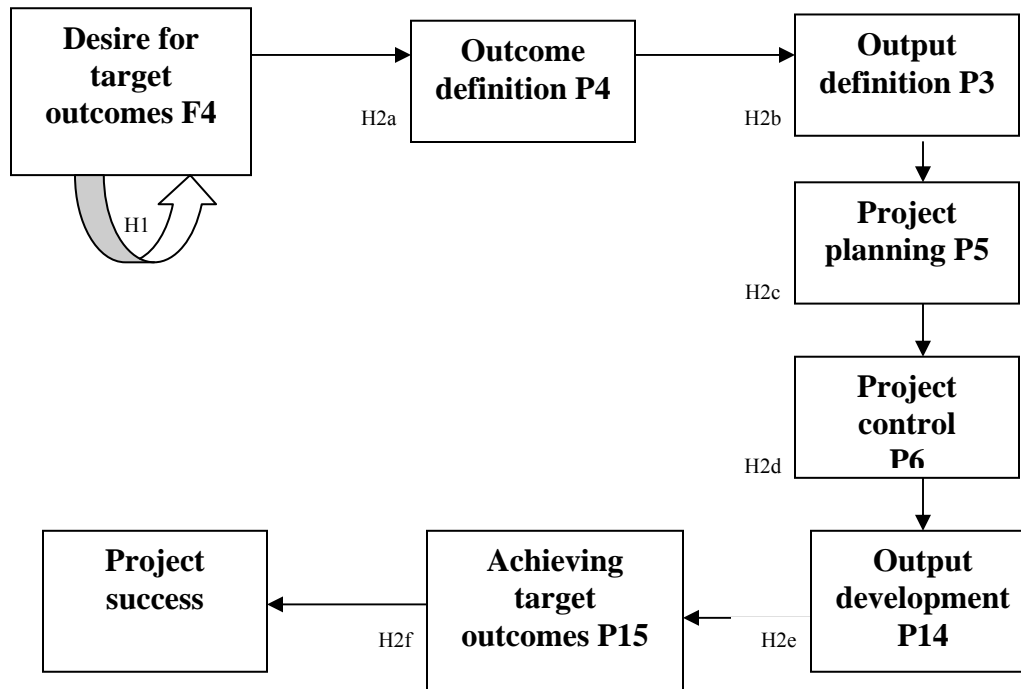 Desire for
target
outcomes F4
H1
H2a
Outcome
definition P4
H2b
Output
definition P3
H2c
Project
planning P5
H2d
Project
control
P6
Output
development
P14
H2e
Achieving
target
outcomes P15
H2f
Project
success